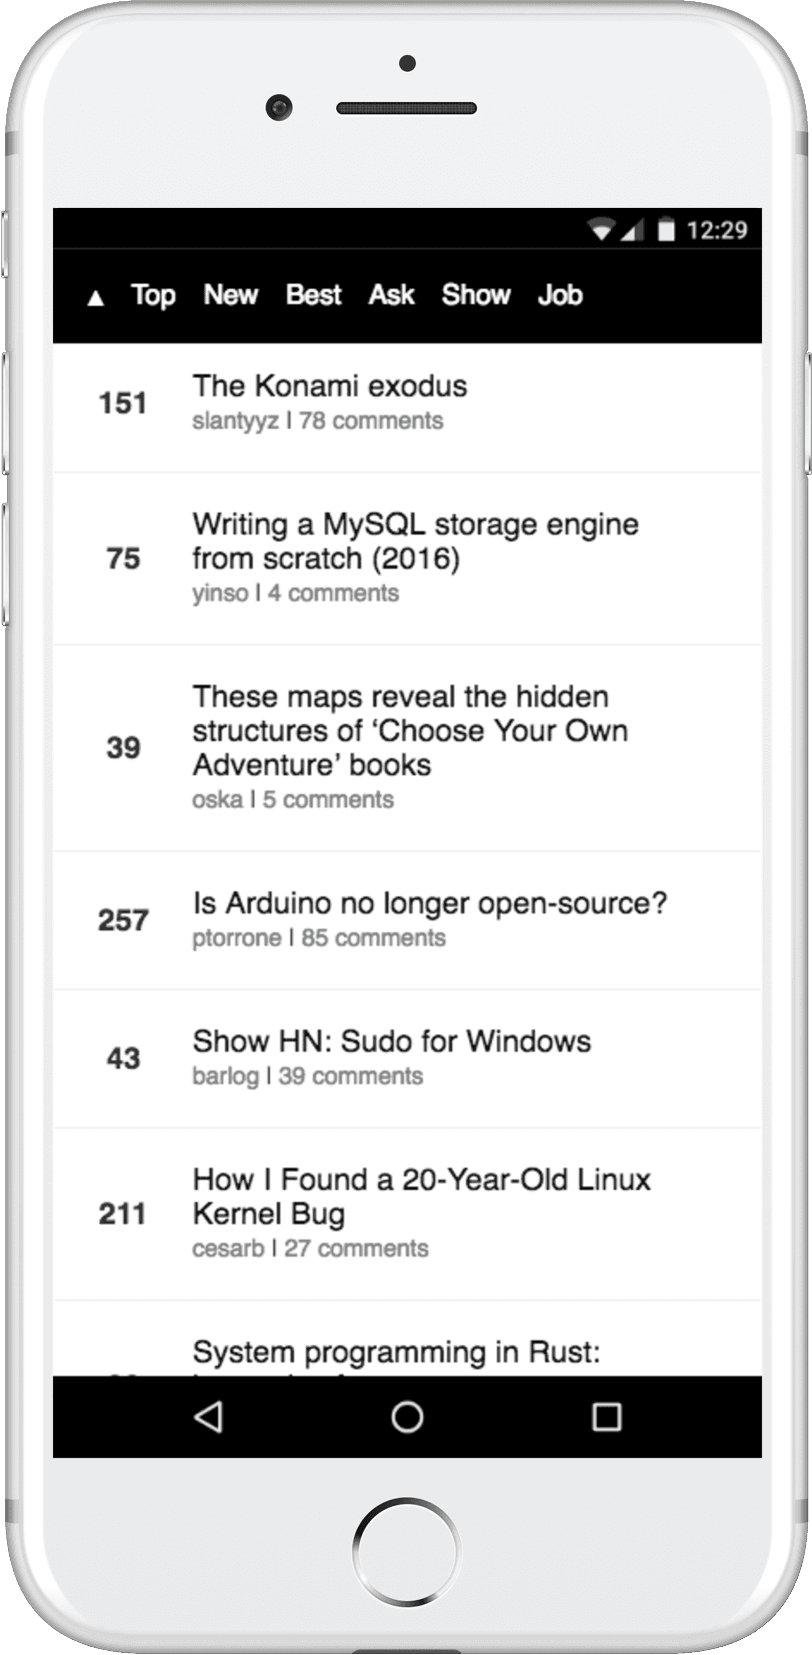 12:29
▲ Top New Best Ask Show Job
151
The Konami exodus
slantyyz | 78 comments
75
Writing a MySQL storage engine
from scratch (2016)
yinso | 4 comments
39
These maps reveal the hidden
structures of ‘Choose Your Own
Adventure’ books
oska | 5 comments
257
Is Arduino no longer open-source?
ptorrone | 85 comments
43
Show HN: Sudo for Windows
barlog | 39 comments
211
How I Found a 20-Year-Old Linux
Kernel Bug
cesarb | 27 comments
System programming in Rust: